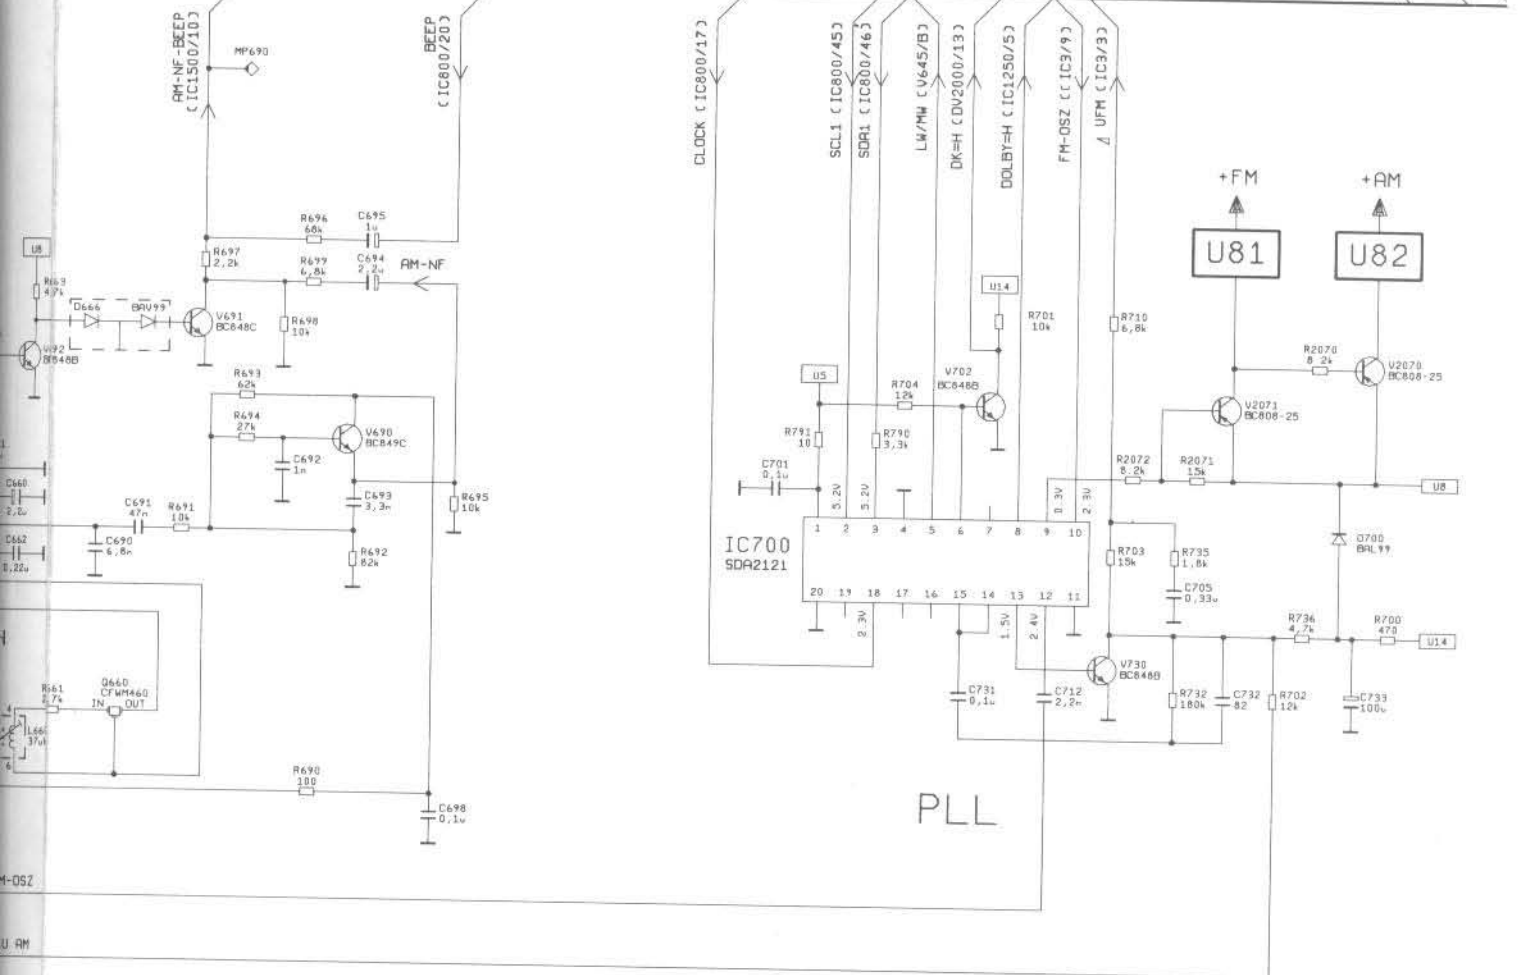 AM-NF-BEEP
(IC1500/10)
MP690
BEEP
(IC800/20)
CLOCK (IC800/17)
SCL1 (IC800/45)
SDA1 (IC800/46)
LW/MW (V645/B)
DK=H (DV2000/13)
DOLBY=H (IC1250/5)
FM-OSZ (IC3/9)
Δ UFM (IC3/3)
+FM
+AM
U81
U82
U8
R696
68k
C695
1u
R697
2,2k
R699
6,8k
C694
2,2u
AM-NF
4,7k
D666
BAV99
V691
BC848C
R698
10k
BC848B
U14
R701
10k
R710
6,8k
R2070
8 2k
V2070
BC808-25
R693
62k
R694
27k
V690
BC849C
U5
R704
12k
V702
BC848B
V2071
BC808-25
R791
10
R790
3,3k
C692
1n
C701
0,1u
R2072
8.2k
R2071
15k
U8
C660
2,2u
C691
47n
R691
10k
C693
3,3n
R695
10k
5.2V
5.2V
0 3V
2 3V
1 2 3 4 5 6 7 8 9 10
IC700
SDA2121
20 19 18 17 16 15 14 13 12 11
C662
0,22u
C690
6,8n
R692
82k
2.3V
1.5V
2.4V
R703
15k
R735
1,8k
C705
0,33u
D700
BAL99
R736
4,7k
R700
470
U14
V730
BC848B
Q660
CFWM460
IN OUT
R661
4
37uH
6
C731
0,1u
C712
2,2n
R732
180k
C732
82
R702
12k
C733
100u
R690
100
C698
0,1u
PLL
M-OSZ
U AM